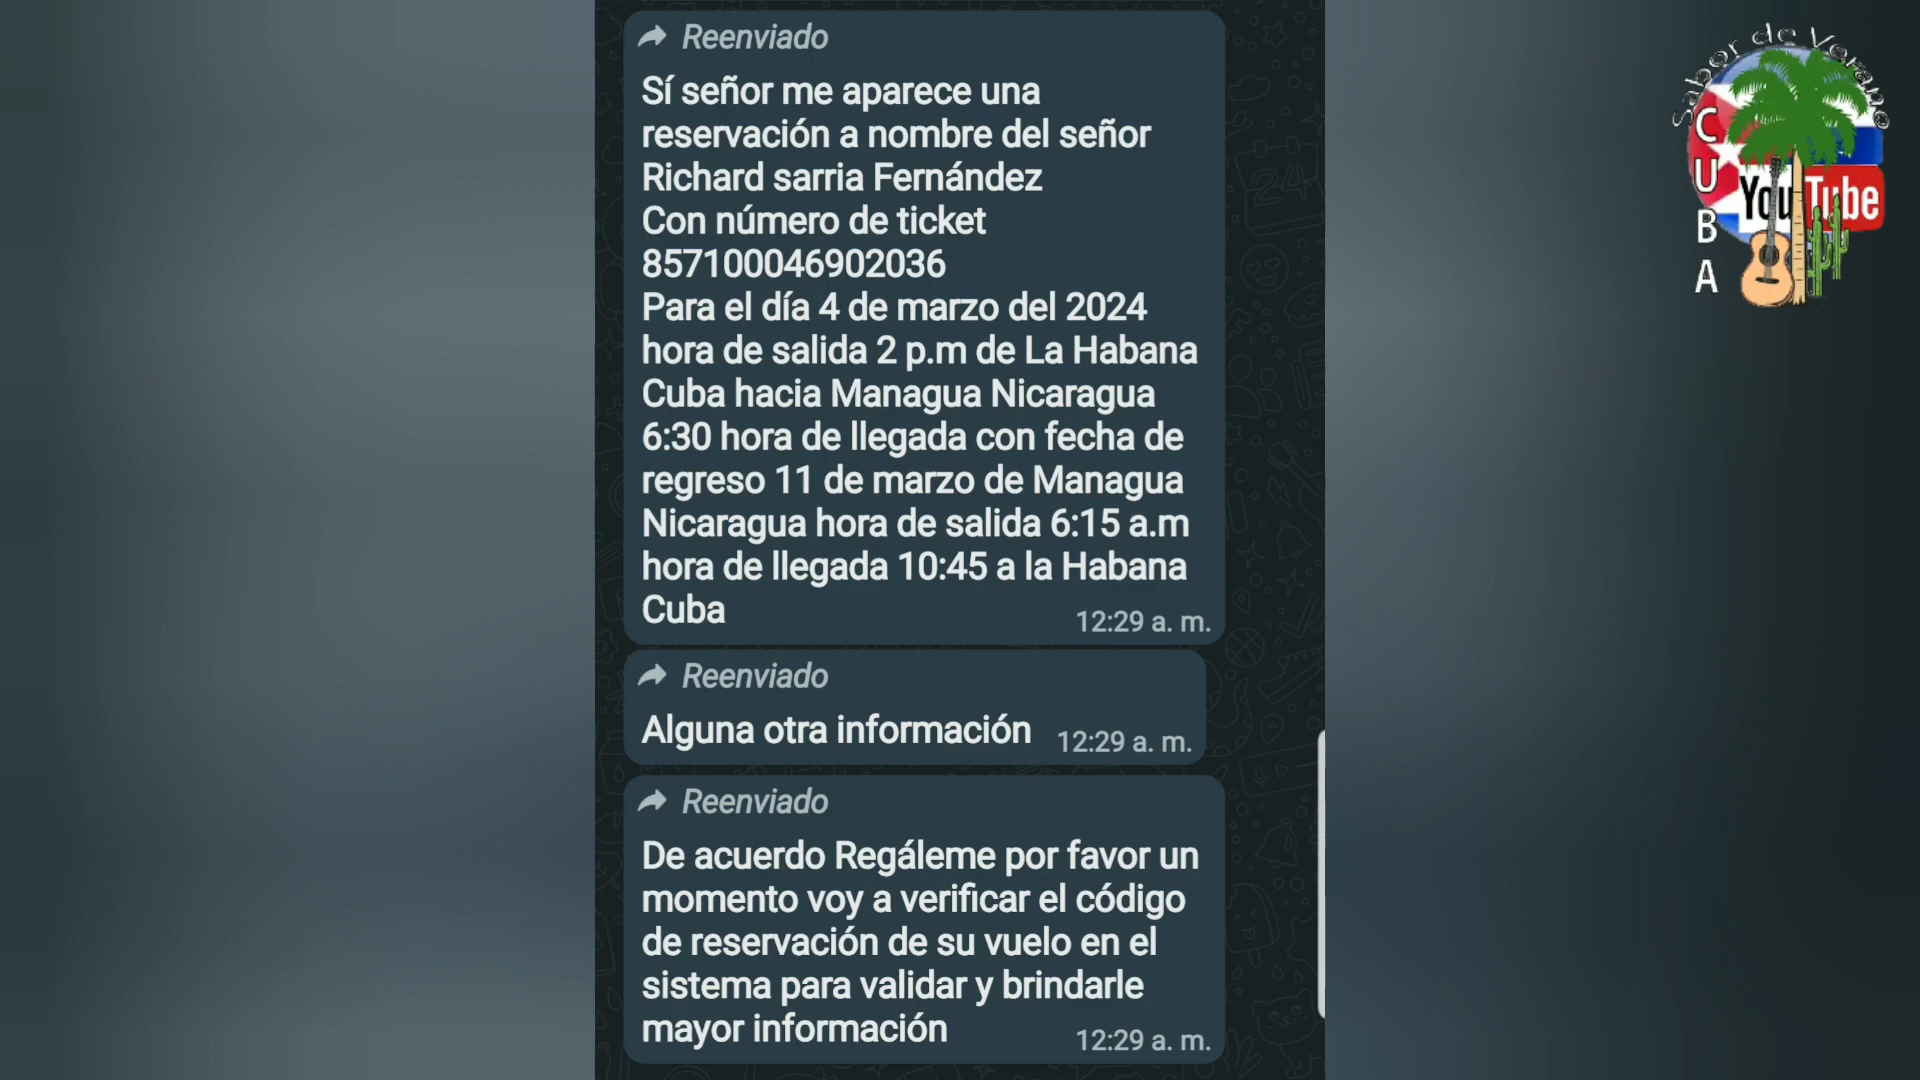 Reenviado
Sí señor me aparece una
reservación a nombre del señor
Richard sarria Fernández
Con número de ticket
857100046902036
Para el día 4 de marzo del 2024
hora de salida 2 p.m de La Habana
Cuba hacia Managua Nicaragua
6:30 hora de llegada con fecha de
regreso 11 de marzo de Managua
Nicaragua hora de salida 6:15 a.m
hora de llegada 10:45 a la Habana
Cuba
12:29 a. m.
Reenviado
Alguna otra información 12:29 a. m.
Reenviado
De acuerdo Regáleme por favor un
momento voy a verificar el código
de reservación de su vuelo en el
sistema para validar y brindarle
mayor información
12:29 a. m.
Sabor de Verano
CUBA
YouTube